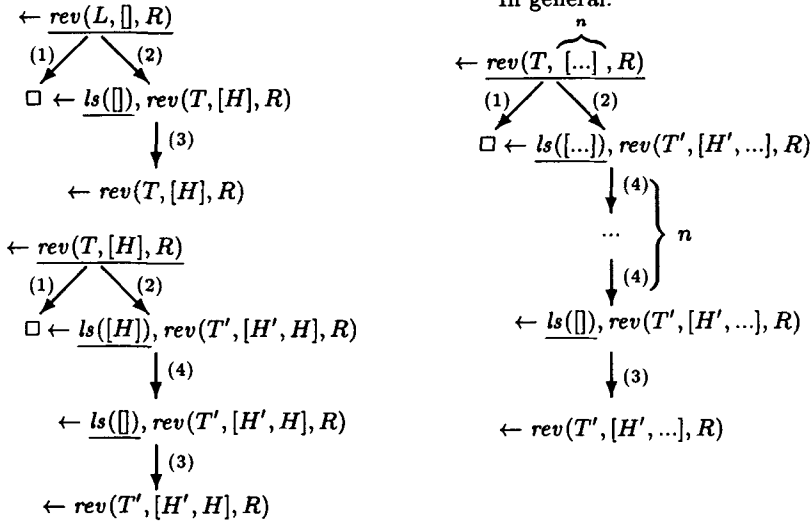 ← rev(L, [], R)
(1) (2)
□ ← ls([]), rev(T, [H], R)
(3)
← rev(T, [H], R)
← rev(T, [H], R)
(1) (2)
□ ← ls([H]), rev(T′, [H′, H], R)
(4)
← ls([]), rev(T′, [H′, H], R)
(3)
← rev(T′, [H′, H], R)
In general:
n
← rev(T, [...], R)
(1) (2)
□ ← ls([...]), rev(T′, [H′, ...], R)
(4)
... n
(4)
← ls([]), rev(T′, [H′, ...], R)
(3)
← rev(T′, [H′, ...], R)